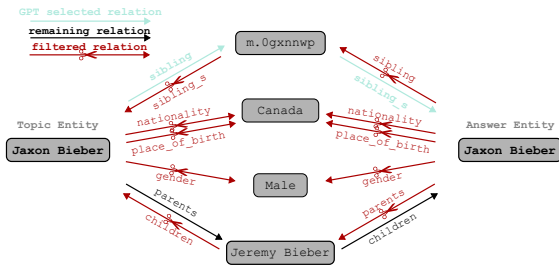 GPT selected relation
remaining relation
filtered relation
m.0gxnnwp
sibling
sibling_s
sibling
sibling_s
Canada
nationality
place_of_birth
nationality
place_of_birth
Topic Entity
Jaxon Bieber
Answer Entity
Jaxon Bieber
Male
gender
gender
parents
children
parents
children
Jeremy Bieber